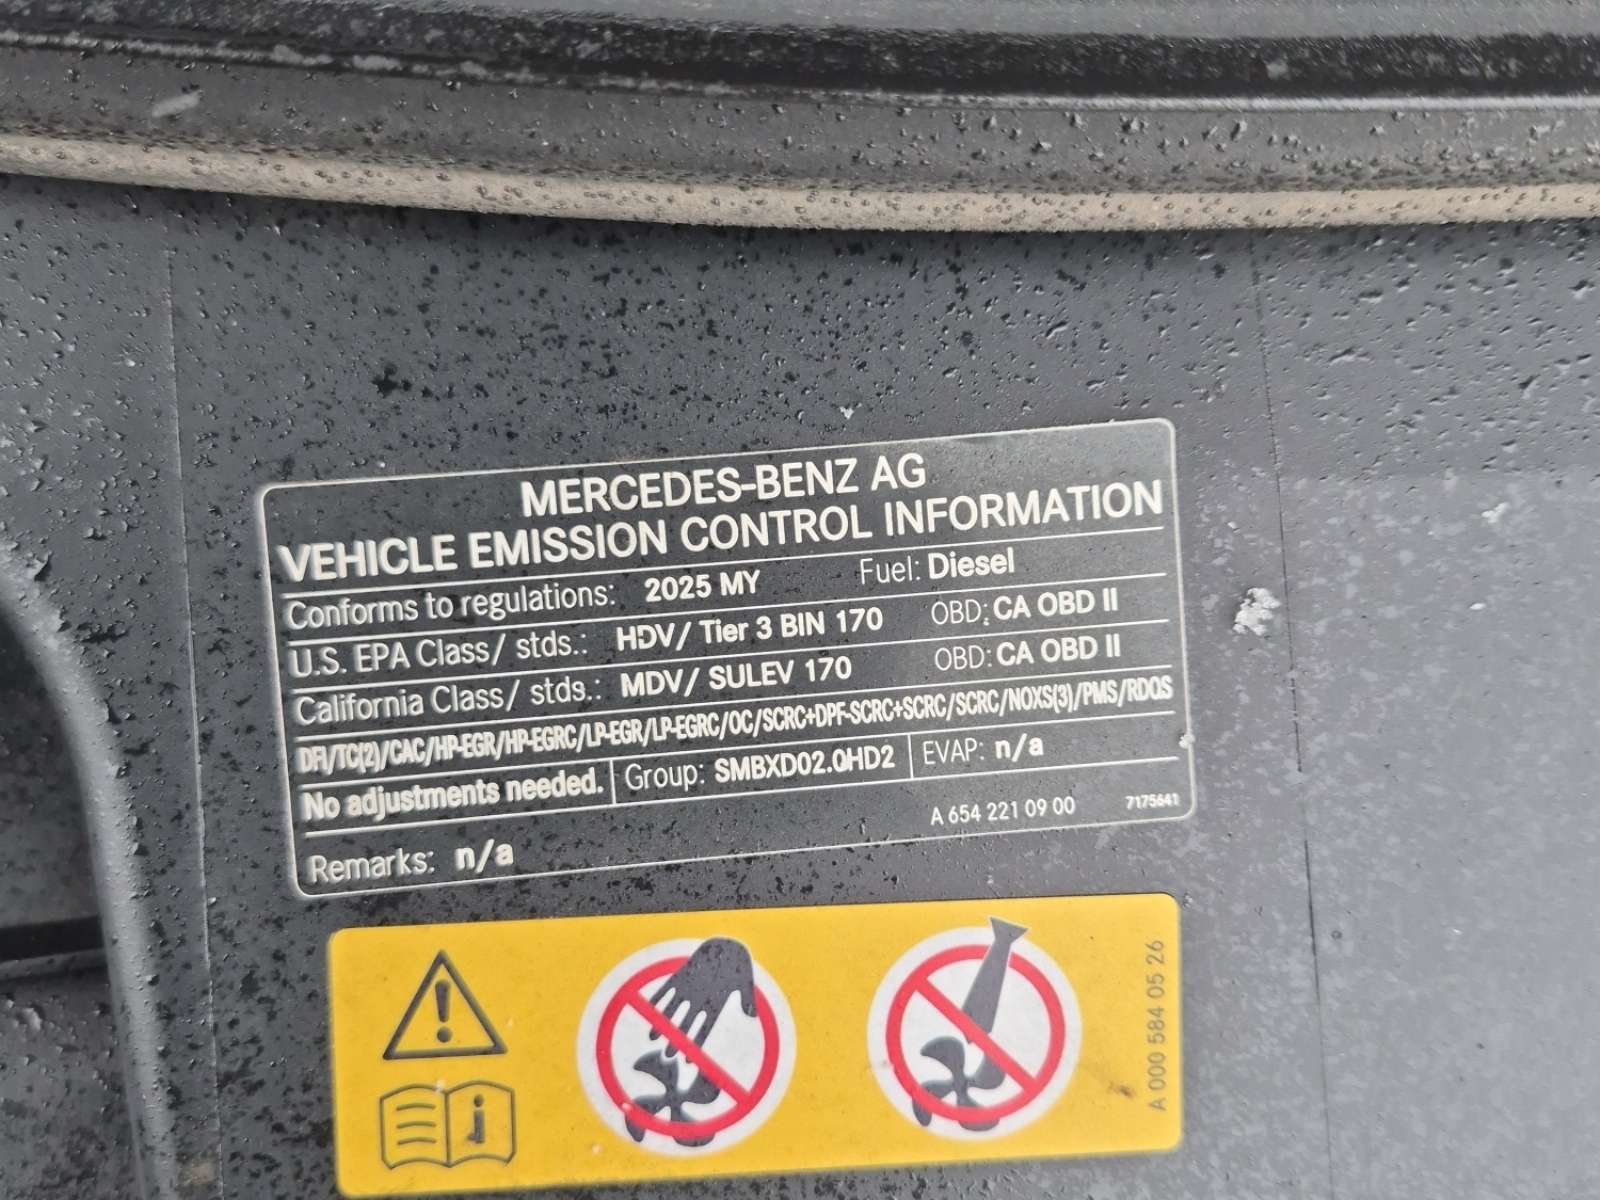 MERCEDES-BENZ AG
VEHICLE EMISSION CONTROL INFORMATION
Conforms to regulations: 2025 MY Fuel: Diesel
U.S. EPA Class/ stds.: HDV/ Tier 3 BIN 170 OBD: CA OBD II
California Class/ stds.: MDV/ SULEV 170 OBD: CA OBD II
DFI/TC(2)/CAC/HP-EGR/HP-EGRC/LP-EGR/LP-EGRC/OC/SCRC+DPF-SCRC+SCRC/SCRC/NOXS(3)/PMS/RDQS
No adjustments needed. Group: SMBXD02.0HD2 EVAP: n/a
A 654 221 09 00 7175641
Remarks: n/a
A 000 584 05 26